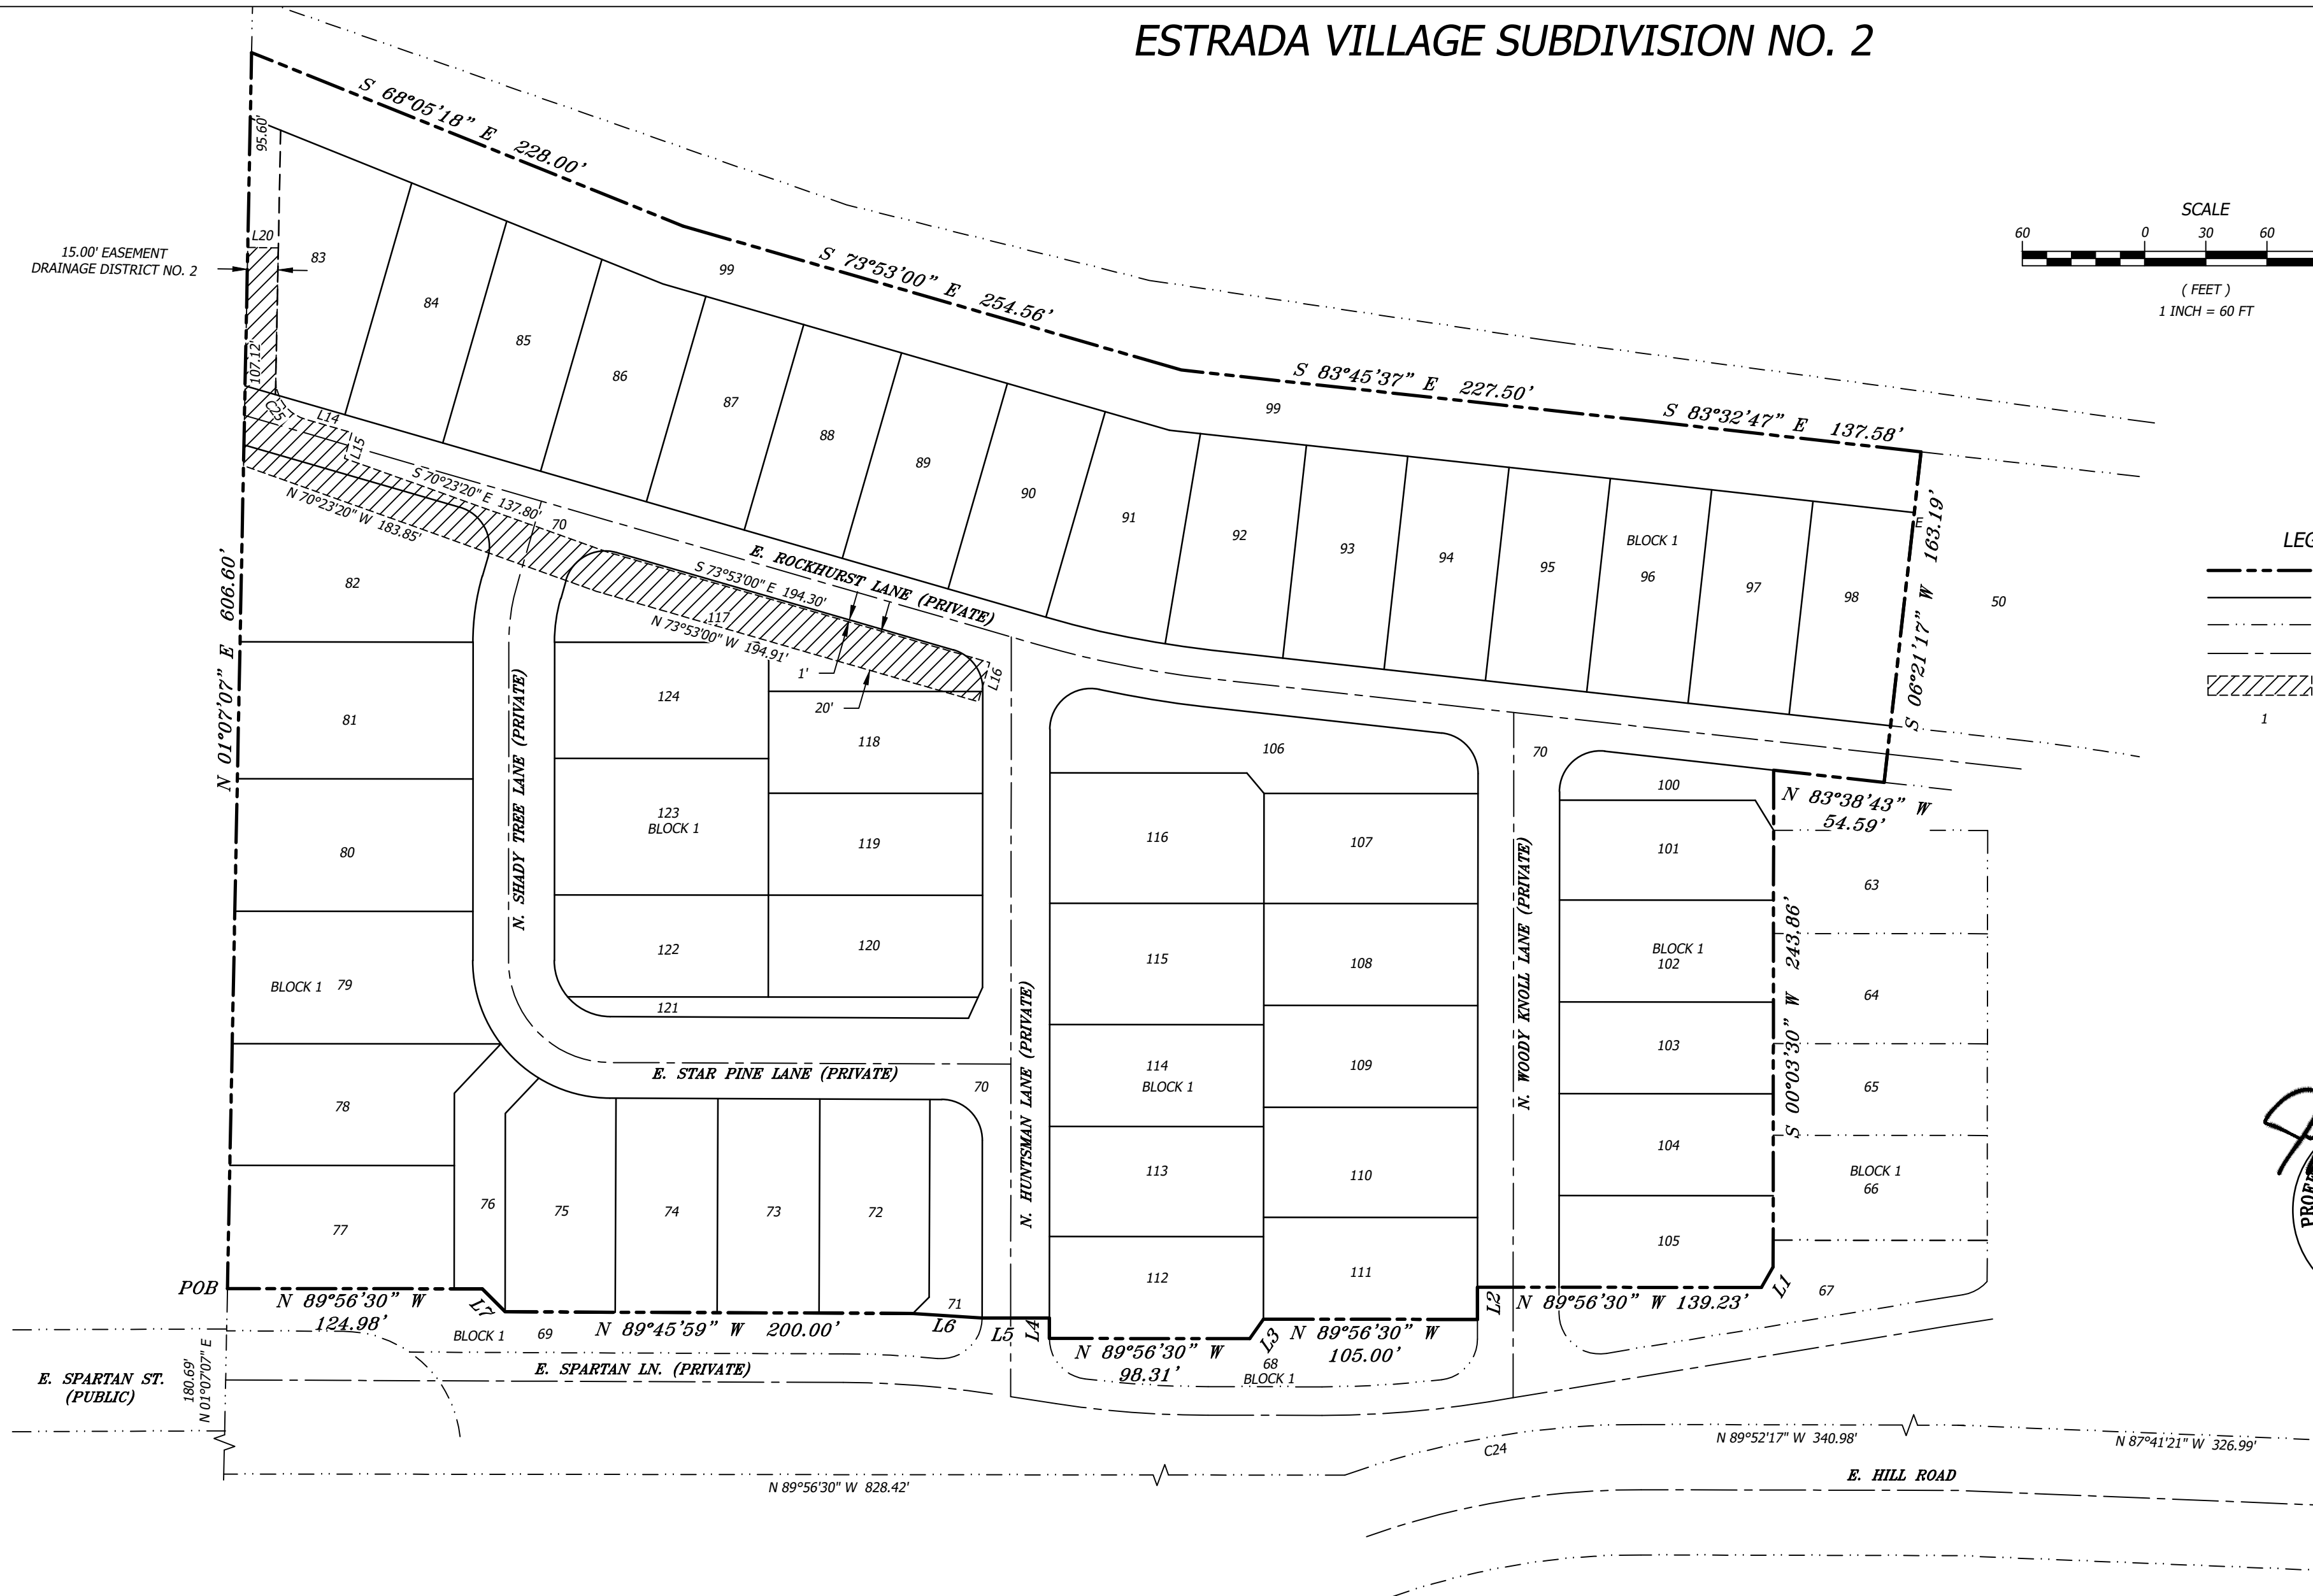 ESTRADA VILLAGE SUBDIVISION NO. 2
S 68°05'18" E 228.00'
95.60'
SCALE
60 0 30 60
( FEET )
1 INCH = 60 FT
L20
15.00' EASEMENT
DRAINAGE DISTRICT NO. 2
83
99
S 73°53'00" E 254.56'
84
85
86
87
88
89
90
91
92
93
94
95
BLOCK 1
96
97
98
99
S 83°45'37" E 227.50'
S 83°32'47" E 137.58'
107.12'
C25
L14
L15
S 70°23'20" E 137.80'
N 70°23'20" W 183.85'
70
E. ROCKHURST LANE (PRIVATE)
S 73°53'00" E 194.30'
117
N 73°53'00" W 194.91'
1'
20'
L16
E
S 06°21'17" W 163.19'
50
LEG
1
N 01°07'07" E 606.60'
82
81
80
BLOCK 1 79
78
77
N. SHADY TREE LANE (PRIVATE)
124
118
123
BLOCK 1
119
122
120
121
E. STAR PINE LANE (PRIVATE)
70
N. HUNTSMAN LANE (PRIVATE)
106
116
107
115
108
114
BLOCK 1
109
113
110
112
111
N. WOODY KNOLL LANE (PRIVATE)
70
100
101
BLOCK 1
102
103
104
105
N 83°38'43" W
54.59'
S 00°03'30" W 243.86'
63
64
65
BLOCK 1
66
67
PROFE
76
75
74
73
72
71
POB
N 89°56'30" W
124.98'
L7
BLOCK 1 69
N 89°45'59" W 200.00'
L6
L5
L4
N 89°56'30" W
98.31'
L3
N 89°56'30" W
105.00'
68
BLOCK 1
L2
N 89°56'30" W 139.23'
L1
E. SPARTAN ST.
(PUBLIC)
180.69'
N 01°07'07" E
E. SPARTAN LN. (PRIVATE)
N 89°56'30" W 828.42'
C24
N 89°52'17" W 340.98'
N 87°41'21" W 326.99'
E. HILL ROAD